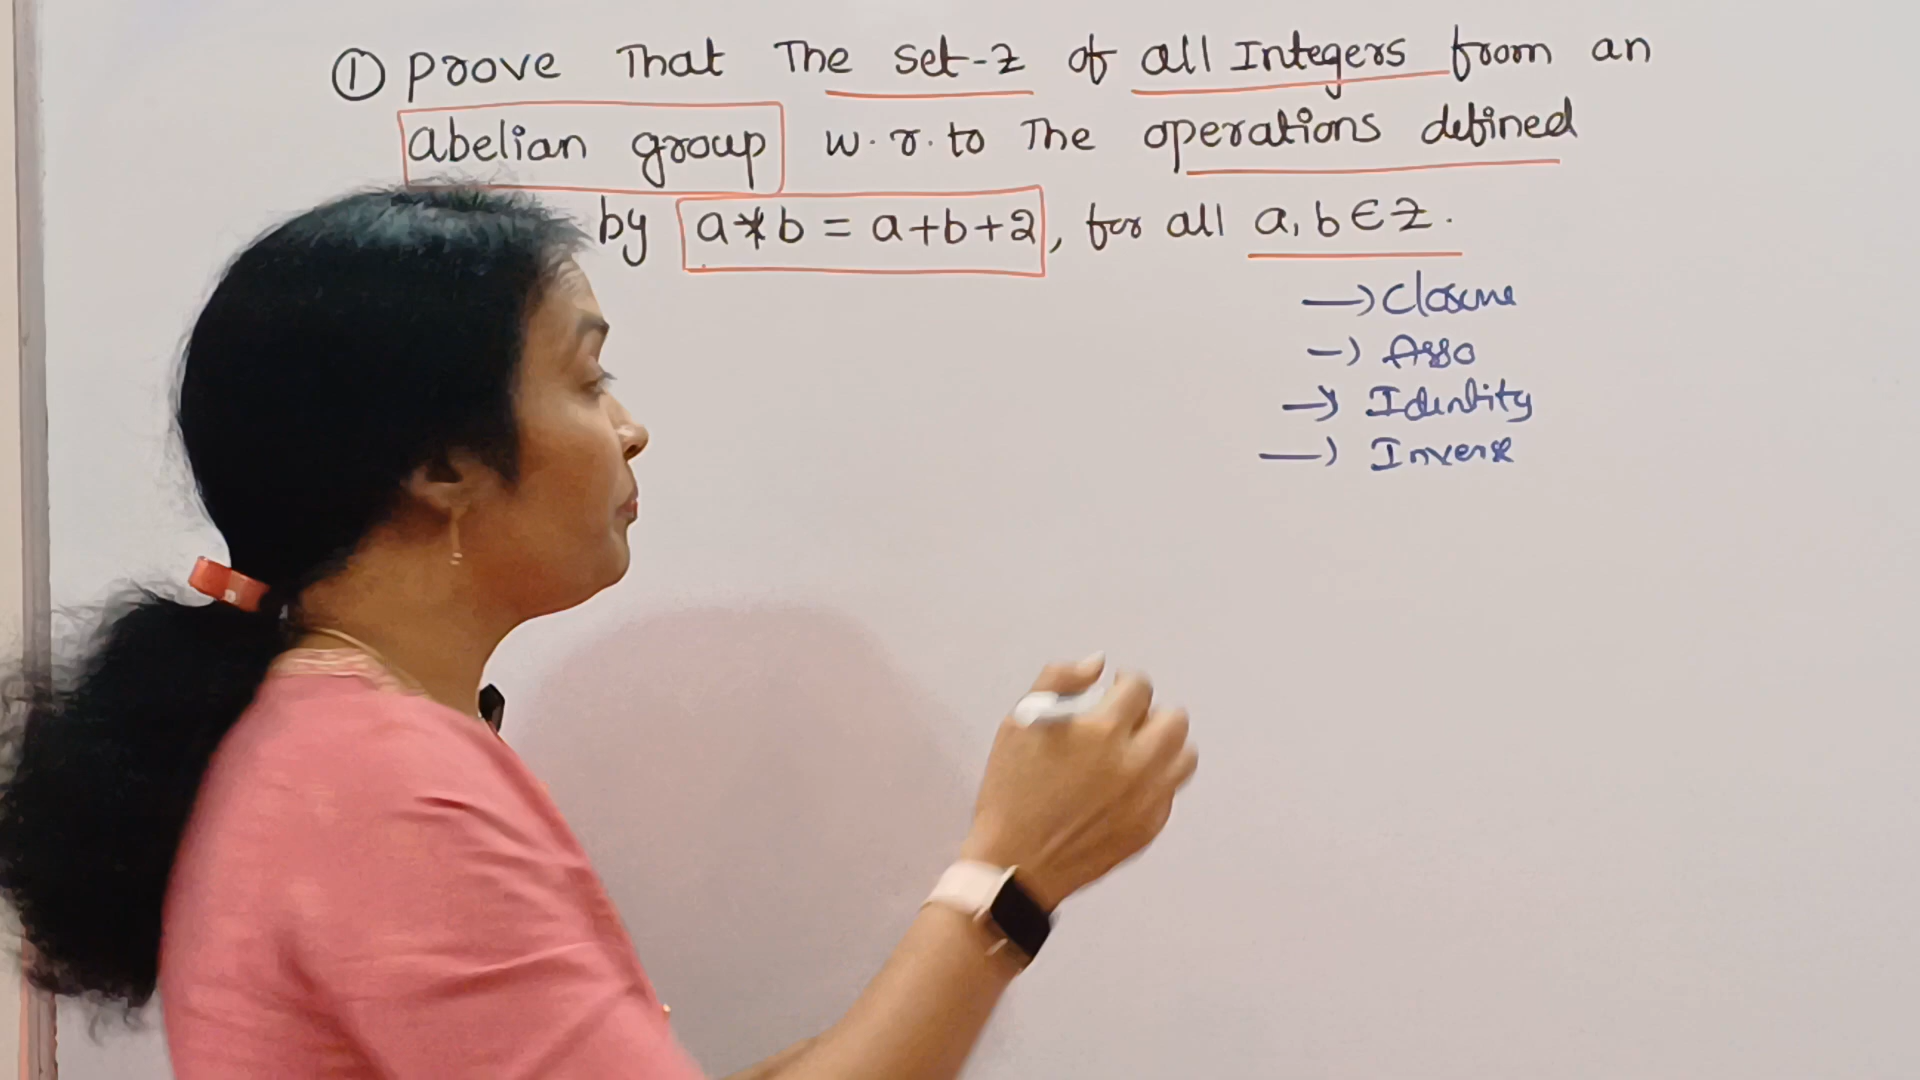 ① Prove That The set-Z of all Integers from an
abelian group w.r.to The operations defined
by a*b = a+b+2, for all a, b ∈ Z.
→ Closure
→ Asso
→ Identity
→ Inverse